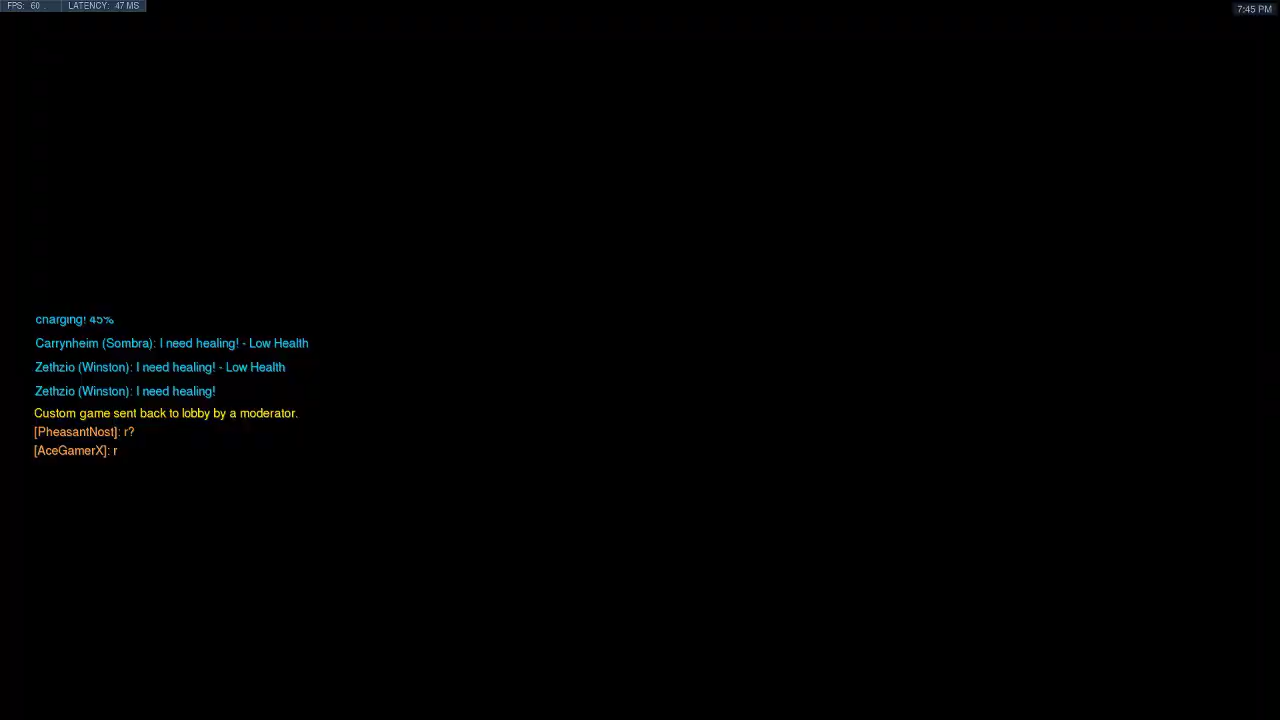 FPS: 60 . LATENCY: 47 MS
7:45 PM
charging! 45%
Carrynheim (Sombra): I need healing! - Low Health
Zethzio (Winston): I need healing! - Low Health
Zethzio (Winston): I need healing!
Custom game sent back to lobby by a moderator.
[PheasantNost]: r?
[AceGamerX]: r